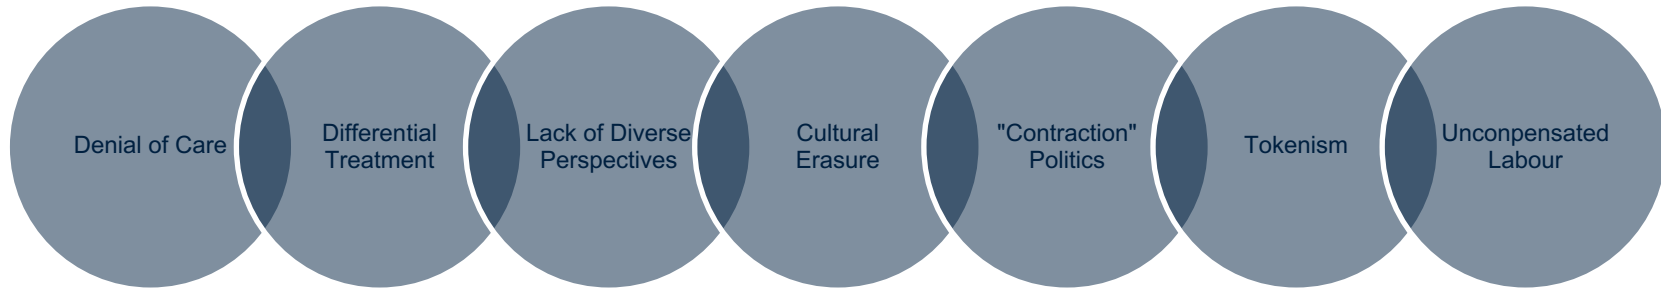 Denial of Care
Differential
Treatment
Lack of Diverse
Perspectives
Cultural
Erasure
"Contraction"
Politics
Tokenism
Unconpensated
Labour